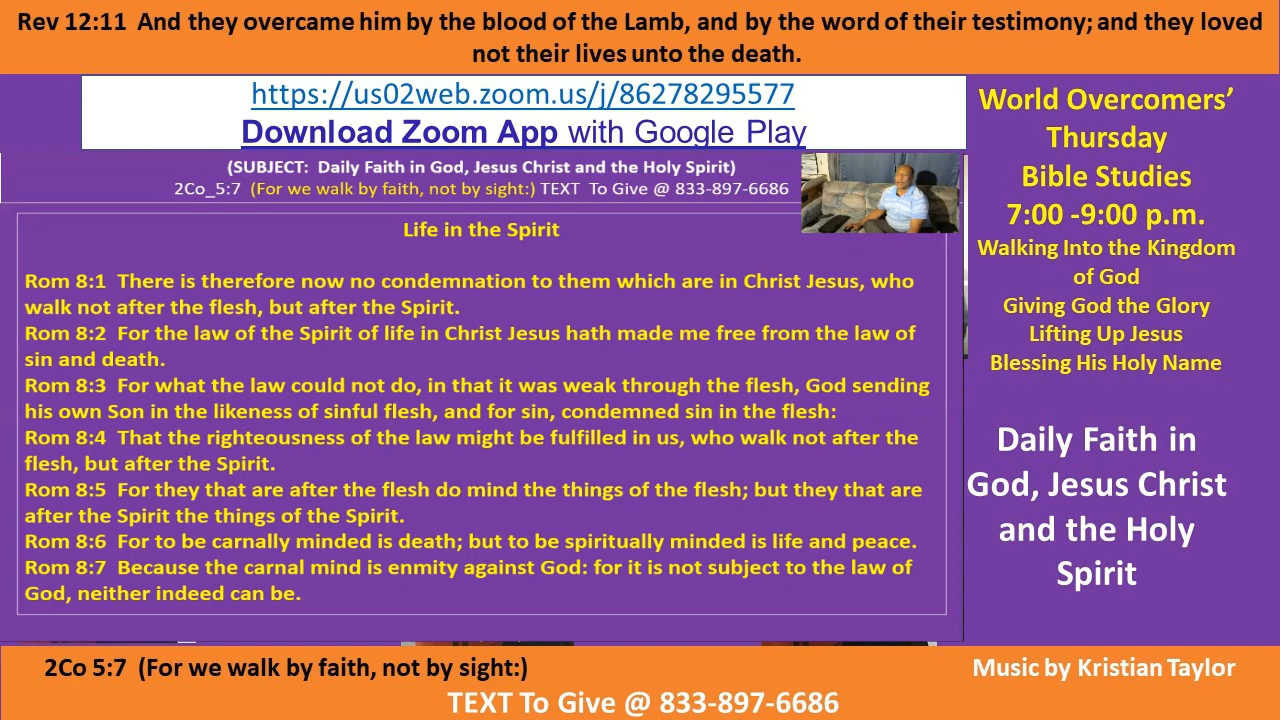 Rev 12:11 And they overcame him by the blood of the Lamb, and by the word of their testimony; and they loved
not their lives unto the death.
https://us02web.zoom.us/j/86278295577
Download Zoom App with Google Play
(SUBJECT: Daily Faith in God, Jesus Christ and the Holy Spirit)
2Co_5:7 (For we walk by faith, not by sight:) TEXT To Give @ 833-897-6686
Life in the Spirit
Rom 8:1 There is therefore now no condemnation to them which are in Christ Jesus, who
walk not after the flesh, but after the Spirit.
Rom 8:2 For the law of the Spirit of life in Christ Jesus hath made me free from the law of
sin and death.
Rom 8:3 For what the law could not do, in that it was weak through the flesh, God sending
his own Son in the likeness of sinful flesh, and for sin, condemned sin in the flesh:
Rom 8:4 That the righteousness of the law might be fulfilled in us, who walk not after the
flesh, but after the Spirit.
Rom 8:5 For they that are after the flesh do mind the things of the flesh; but they that are
after the Spirit the things of the Spirit.
Rom 8:6 For to be carnally minded is death; but to be spiritually minded is life and peace.
Rom 8:7 Because the carnal mind is enmity against God: for it is not subject to the law of
God, neither indeed can be.
World Overcomers’
Thursday
Bible Studies
7:00 -9:00 p.m.
Walking Into the Kingdom
of God
Giving God the Glory
Lifting Up Jesus
Blessing His Holy Name
Daily Faith in
God, Jesus Christ
and the Holy
Spirit
2Co 5:7 (For we walk by faith, not by sight:)
Music by Kristian Taylor
TEXT To Give @ 833-897-6686